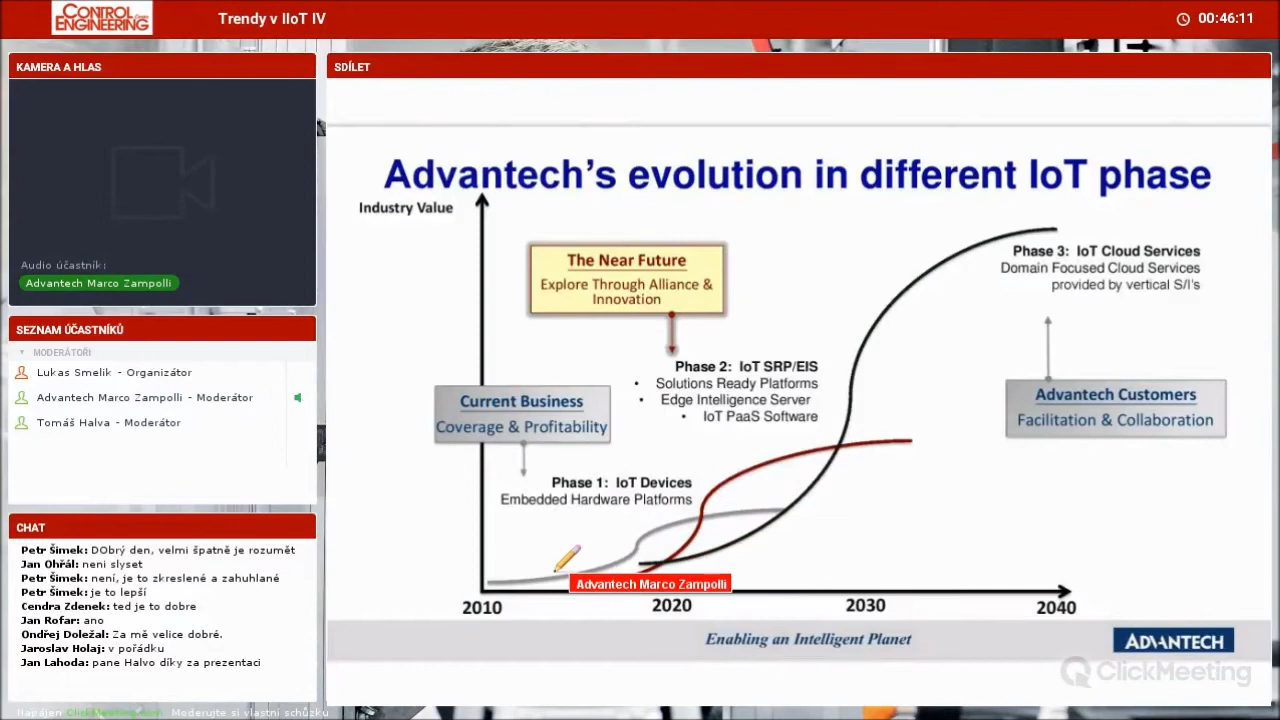 CONTROL
ENGINEERING
Trendy v IIoT IV
00:46:11
KAMERA A HLAS
Audio účastník:
Advantech Marco Zampolli
SEZNAM ÚČASTNÍKŮ
MODERÁTOŘI
Lukas Smelik - Organizátor
Advantech Marco Zampolli - Moderátor
Tomáš Halva - Moderátor
CHAT
Petr Šimek: DObrý den, velmi špatně je rozumět
Jan Ohřál: neni slyset
Petr Šimek: není, je to zkreslené a zahuhlané
Petr Šimek: je to lepší
Cendra Zdenek: ted je to dobre
Jan Rofar: ano
Ondřej Doležal: Za mě velice dobré.
Jaroslav Holaj: v pořádku
Jan Lahoda: pane Halvo díky za prezentaci
Napájen ClickMeeting.com Moderujte si vlastní schůzku
SDÍLET
Advantech's evolution in different IoT phase
Industry Value
The Near Future
Explore Through Alliance &
Innovation
Phase 3: IoT Cloud Services
Domain Focused Cloud Services
provided by vertical S/I's
Phase 2: IoT SRP/EIS
• Solutions Ready Platforms
• Edge Intelligence Server
• IoT PaaS Software
Current Business
Coverage & Profitability
Advantech Customers
Facilitation & Collaboration
Phase 1: IoT Devices
Embedded Hardware Platforms
Advantech Marco Zampolli
2010 2020 2030 2040
Enabling an Intelligent Planet
ADVANTECH
ClickMeeting